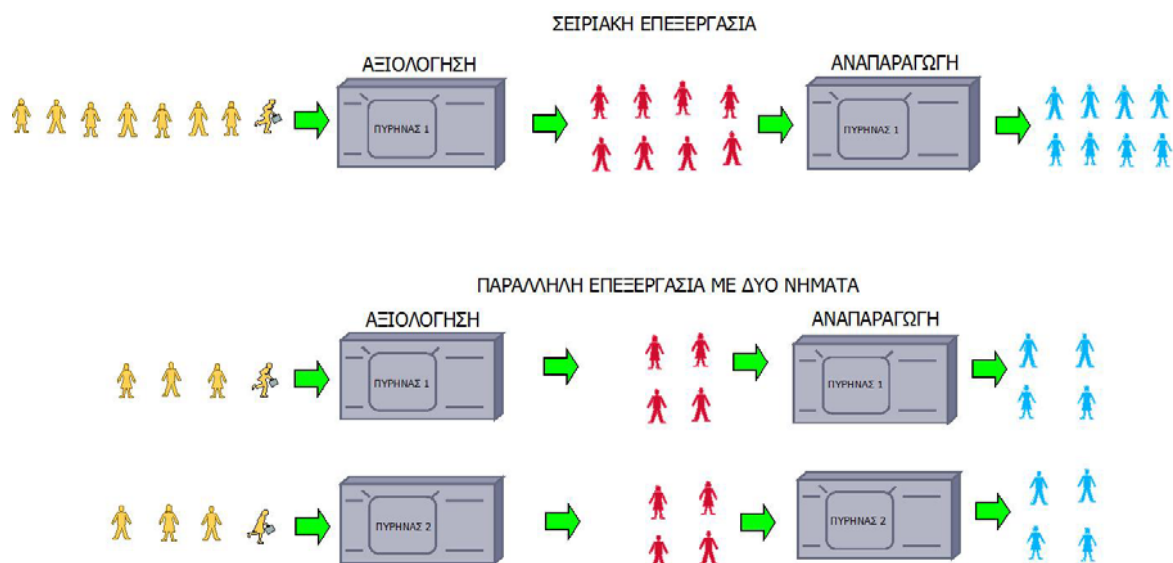 ΣΕΙΡΙΑΚΗ ΕΠΕΞΕΡΓΑΣΙΑ
ΑΞΙΟΛΟΓΗΣΗ
ΑΝΑΠΑΡΑΓΩΓΗ
ΠΥΡΗΝΑΣ 1
ΠΥΡΗΝΑΣ 1
ΠΑΡΑΛΛΗΛΗ ΕΠΕΞΕΡΓΑΣΙΑ ΜΕ ΔΥΟ ΝΗΜΑΤΑ
ΑΞΙΟΛΟΓΗΣΗ
ΑΝΑΠΑΡΑΓΩΓΗ
ΠΥΡΗΝΑΣ 1
ΠΥΡΗΝΑΣ 1
ΠΥΡΗΝΑΣ 2
ΠΥΡΗΝΑΣ 2